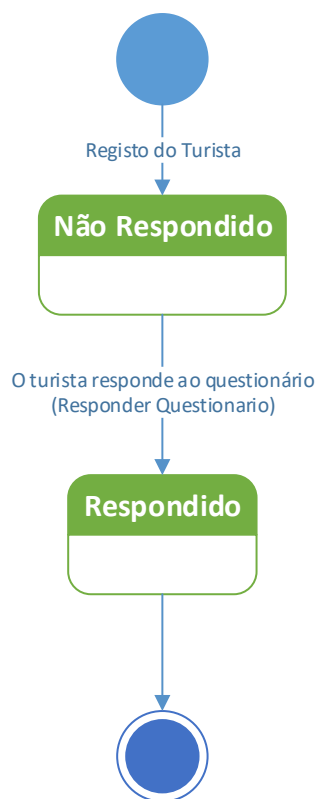 Registo do Turista
Não Respondido
O turista responde ao questionário
(Responder Questionario)
Respondido